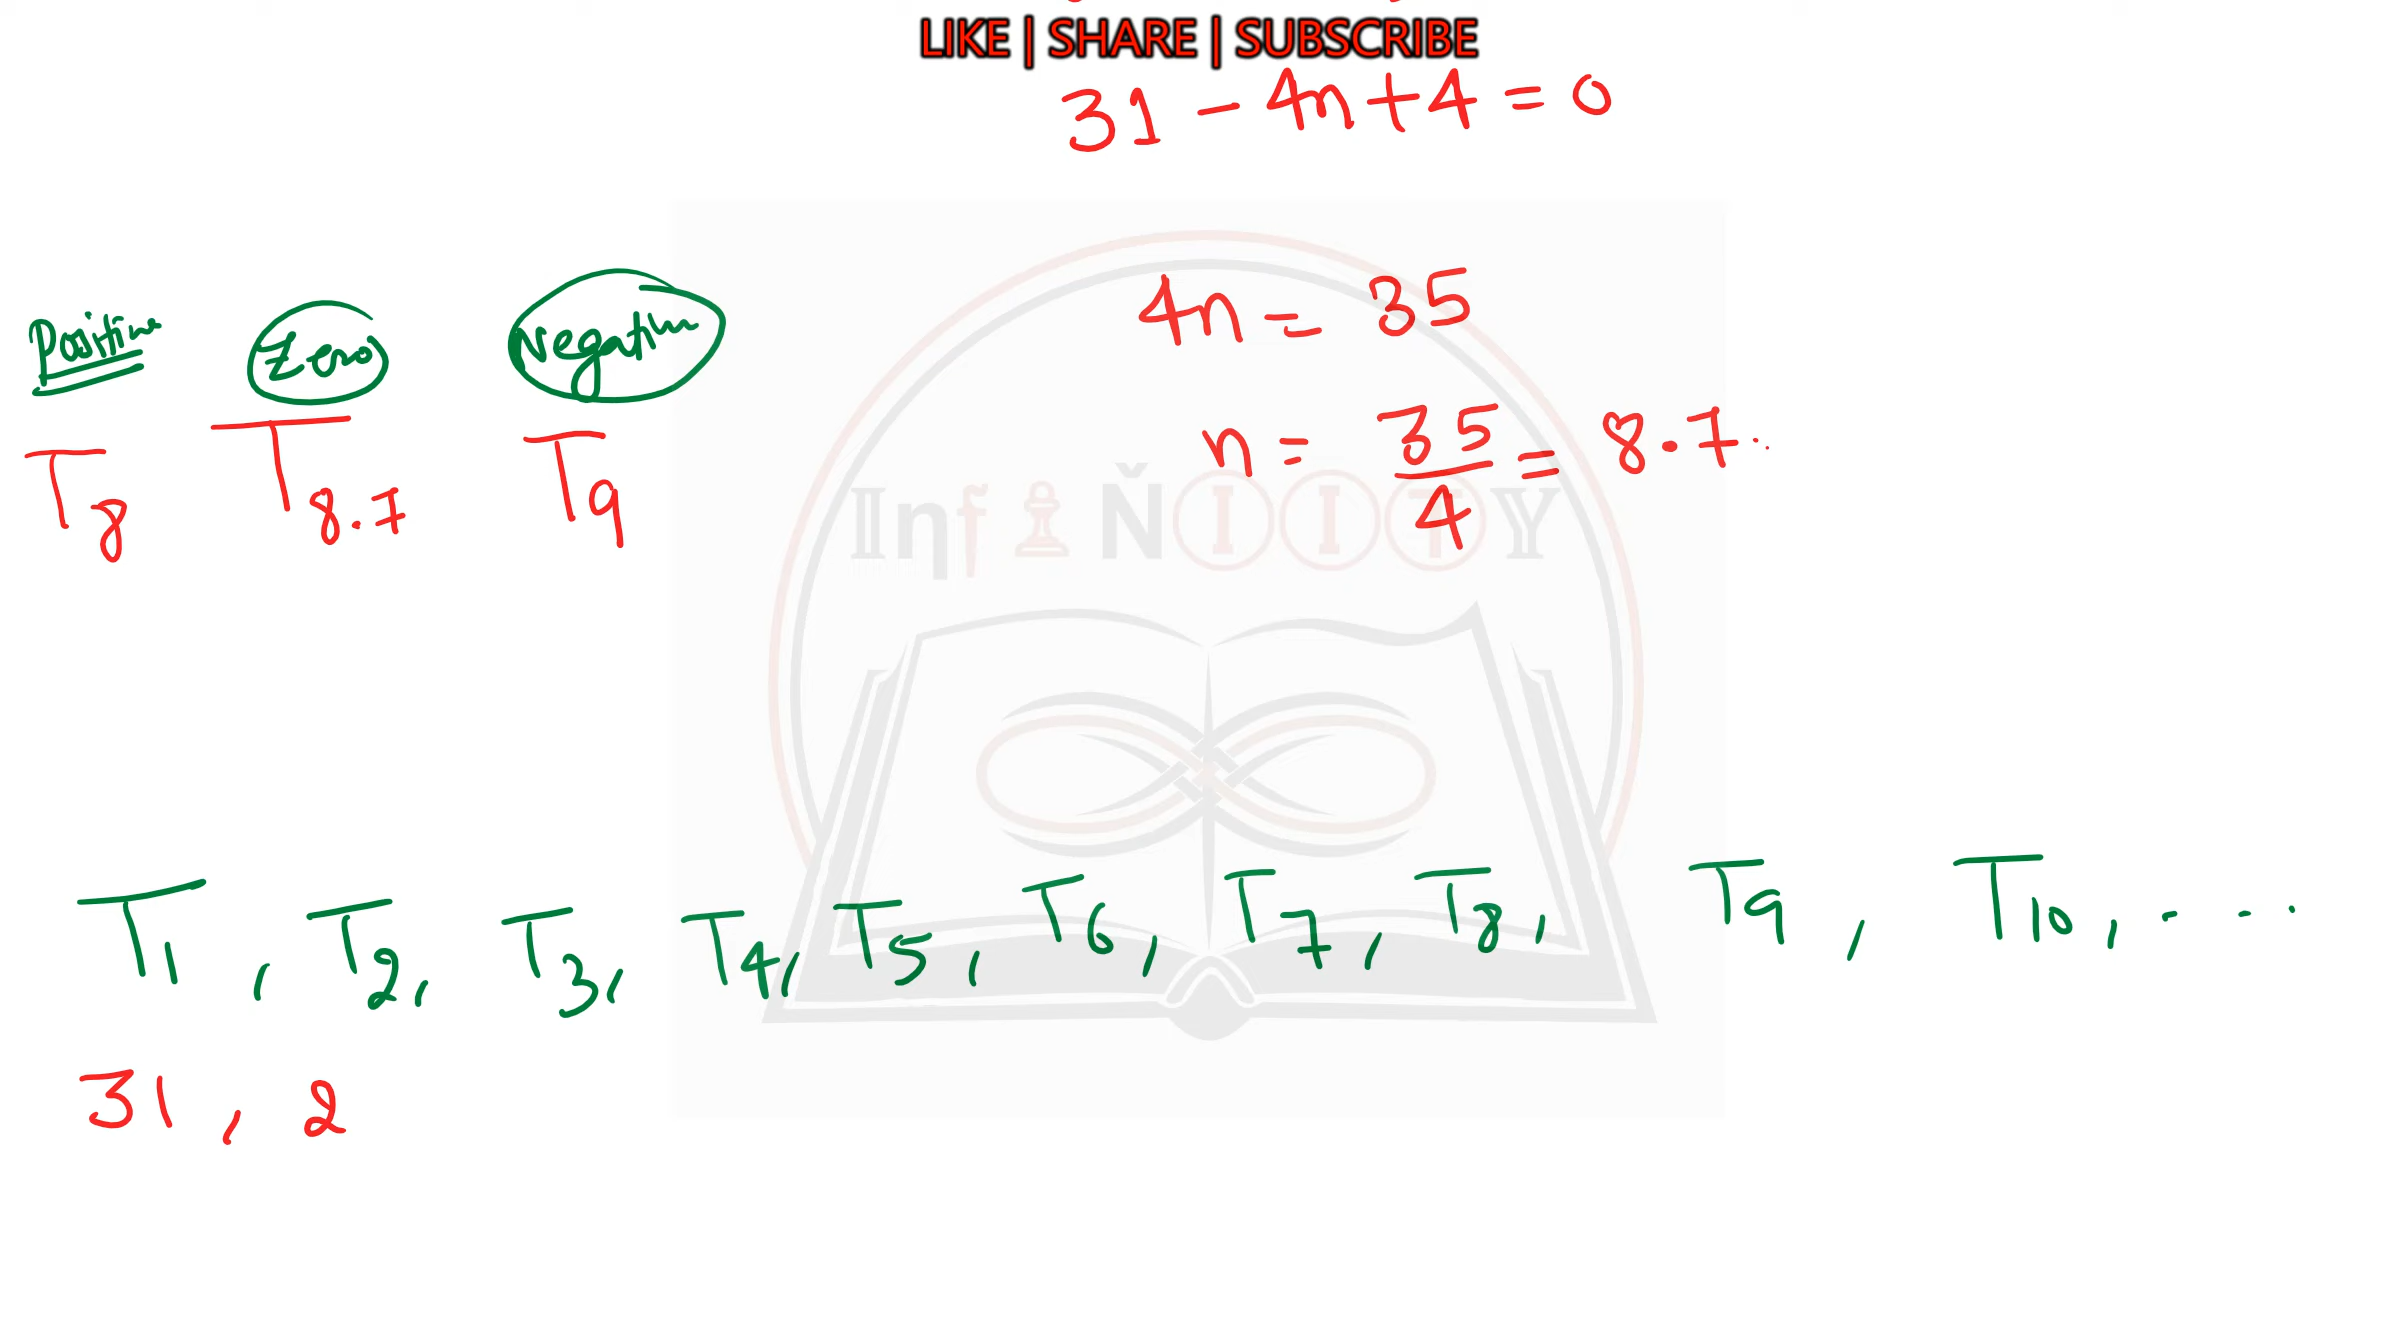 LIKE | SHARE | SUBSCRIBE
31 - 4n + 4 = 0
Positive Zero Negative
4n = 35
T8 T8.7 T9
n = 35/4 = 8.7..
InfiŇIITY
T1, T2, T3, T4, T5, T6, T7, T8, T9, T10, - - ..
31, 2